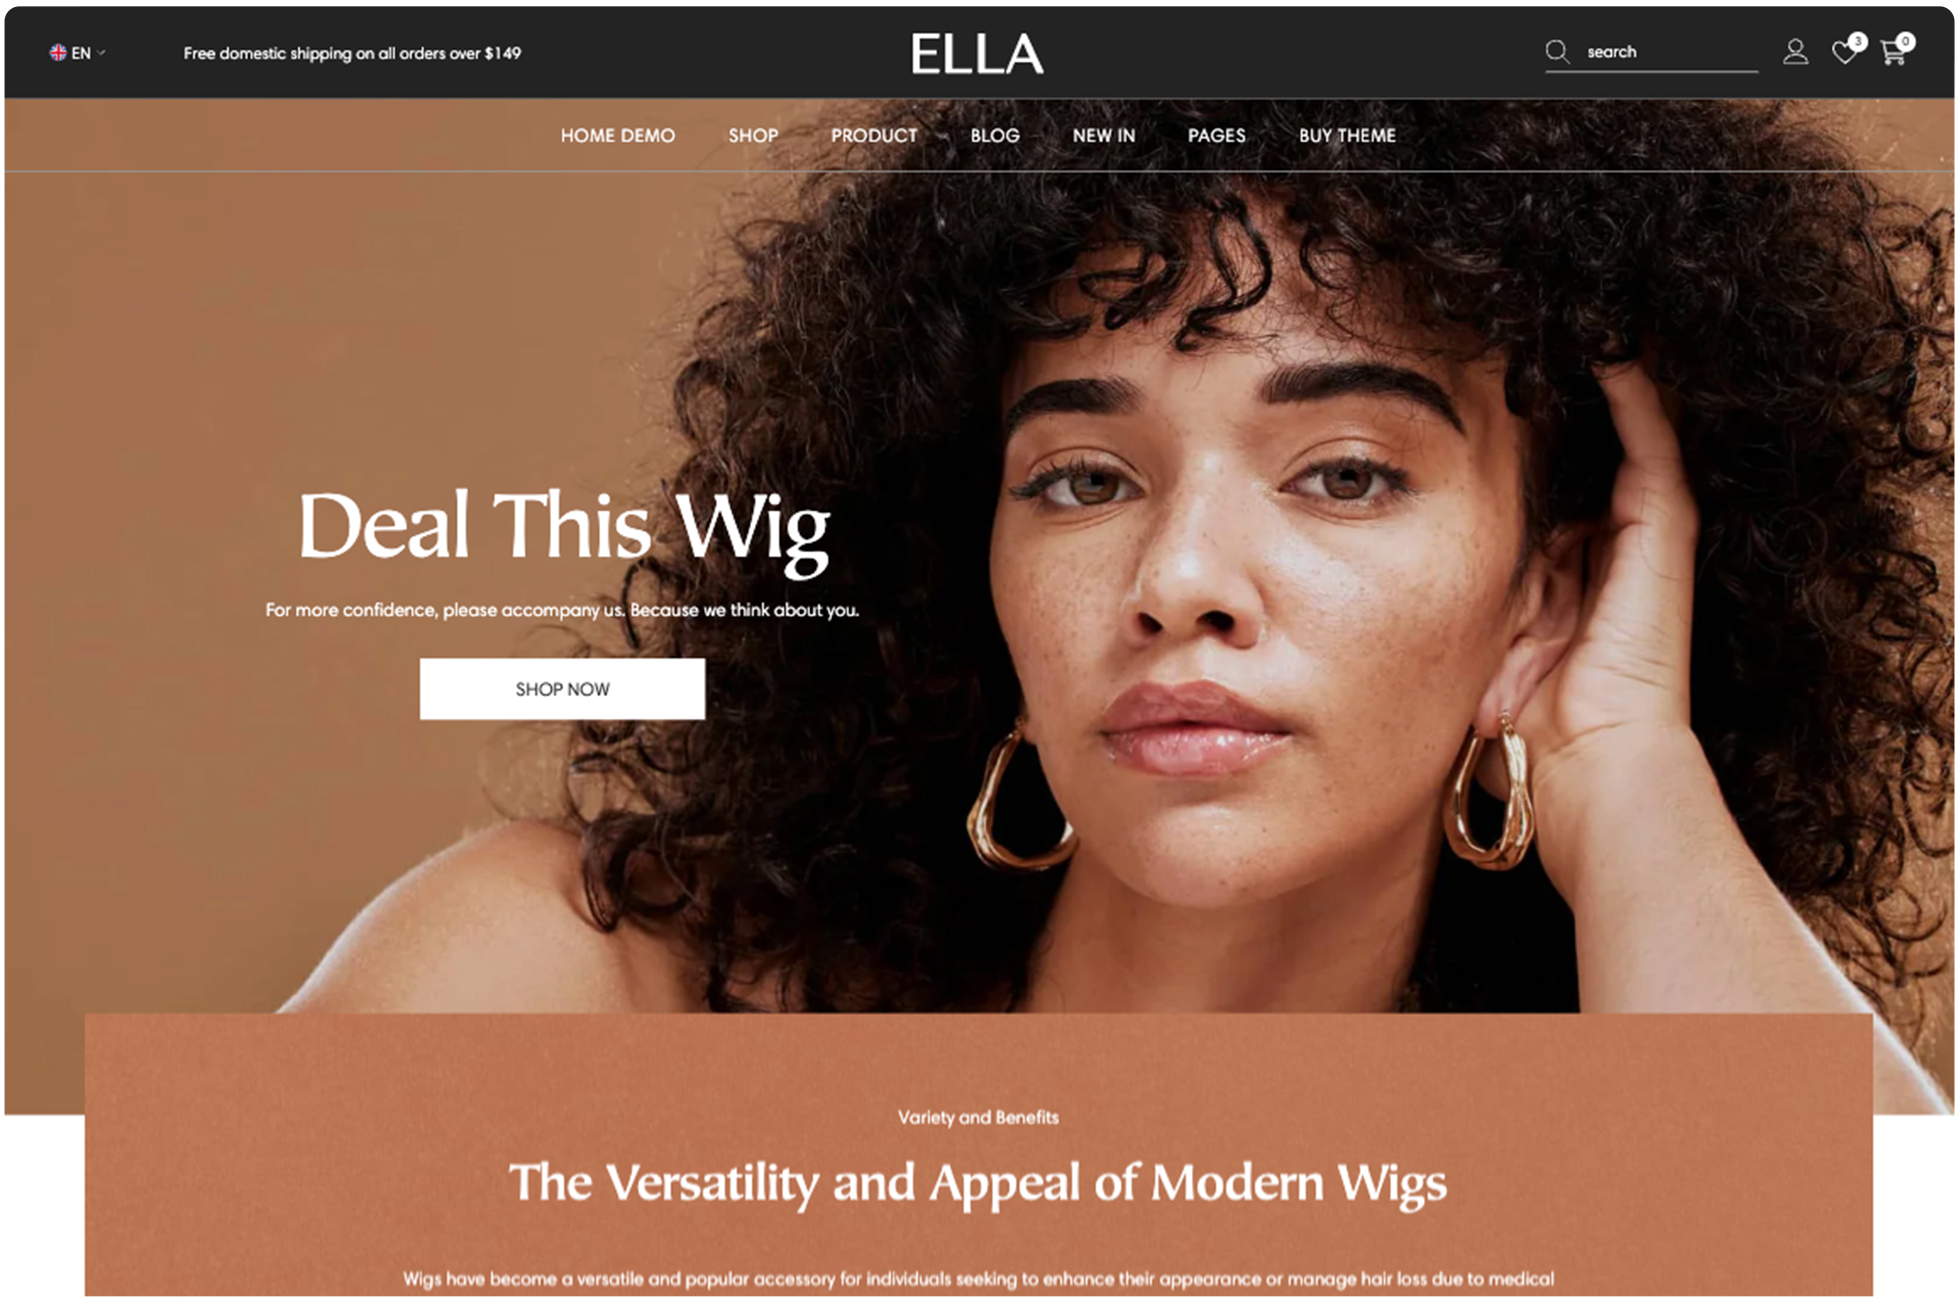 EN
Free domestic shipping on all orders over $149
ELLA
search
3
0
HOME DEMO
SHOP
PRODUCT
BLOG
NEW IN
PAGES
BUY THEME
Deal This Wig
For more confidence, please accompany us. Because we think about you.
SHOP NOW
Variety and Benefits
The Versatility and Appeal of Modern Wigs
Wigs have become a versatile and popular accessory for individuals seeking to enhance their appearance or manage hair loss due to medical